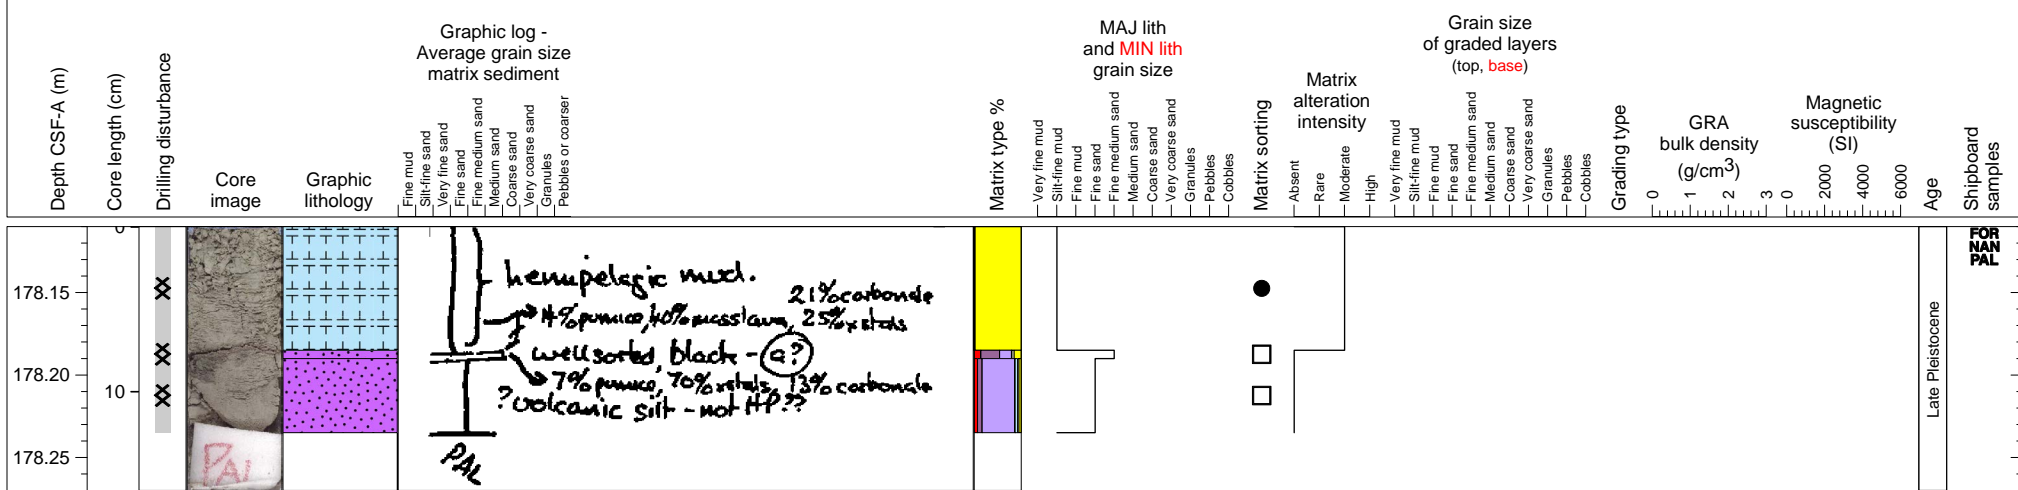 Depth CSF-A (m)
Core length (cm)
Drilling disturbance
Core
image
Graphic
lithology
Graphic log -
Average grain size
matrix sediment
Fine mud
Silt-fine sand
Very fine sand
Fine sand
Fine medium sand
Medium sand
Coarse sand
Very coarse sand
Granules
Pebbles or coarser
Matrix type %
MAJ lith
and MIN lith
grain size
Very fine mud
Silt-fine mud
Fine mud
Fine sand
Fine medium sand
Medium sand
Coarse sand
Very coarse sand
Granules
Pebbles
Cobbles
Matrix sorting
Matrix
alteration
intensity
Absent
Rare
Moderate
High
Grain size
of graded layers
(top, base)
Very fine mud
Silt-fine mud
Fine mud
Fine sand
Fine medium sand
Medium sand
Coarse sand
Very coarse sand
Granules
Pebbles
Cobbles
Grading type
GRA
bulk density
(g/cm3)
0 1 2 3
Magnetic
susceptibility
(SI)
0 2000 4000 6000
Age
Shipboard
samples
178.15
178.20
178.25
0
10
hemipelagic mud.
21% carbonate
4% pumice, 40% 25% xstals
well sorted, black - a?
7% pumice, 70% xstals, 13% carbonate
? volcanic silt - not HP??
PAL
PAL
Late Pleistocene
FOR
NAN
PAL